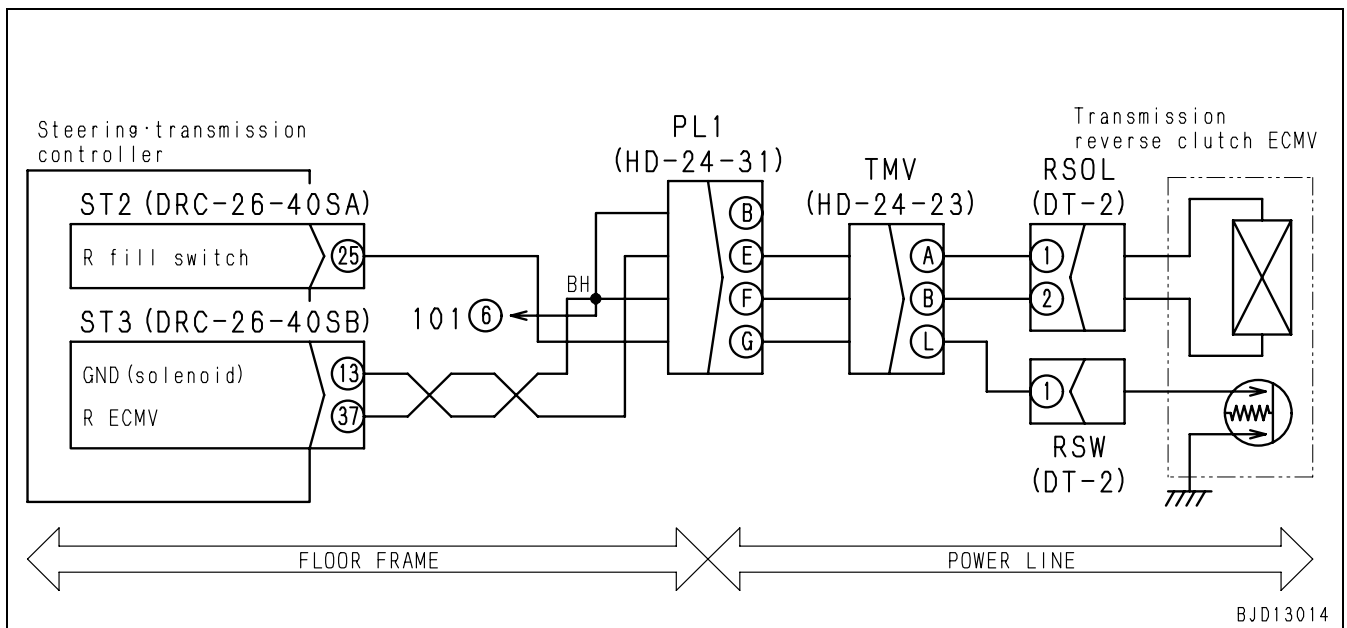 Steering·transmission
controller
ST2 (DRC-26-40SA)
R fill switch
25
ST3 (DRC-26-40SB)
GND (solenoid)
13
R ECMV
37
101 6
BH
PL1
(HD-24-31)
B
E
F
G
TMV
(HD-24-23)
A
B
L
RSOL
(DT-2)
1
2
1
RSW
(DT-2)
Transmission
reverse clutch ECMV
FLOOR FRAME
POWER LINE
BJD13014